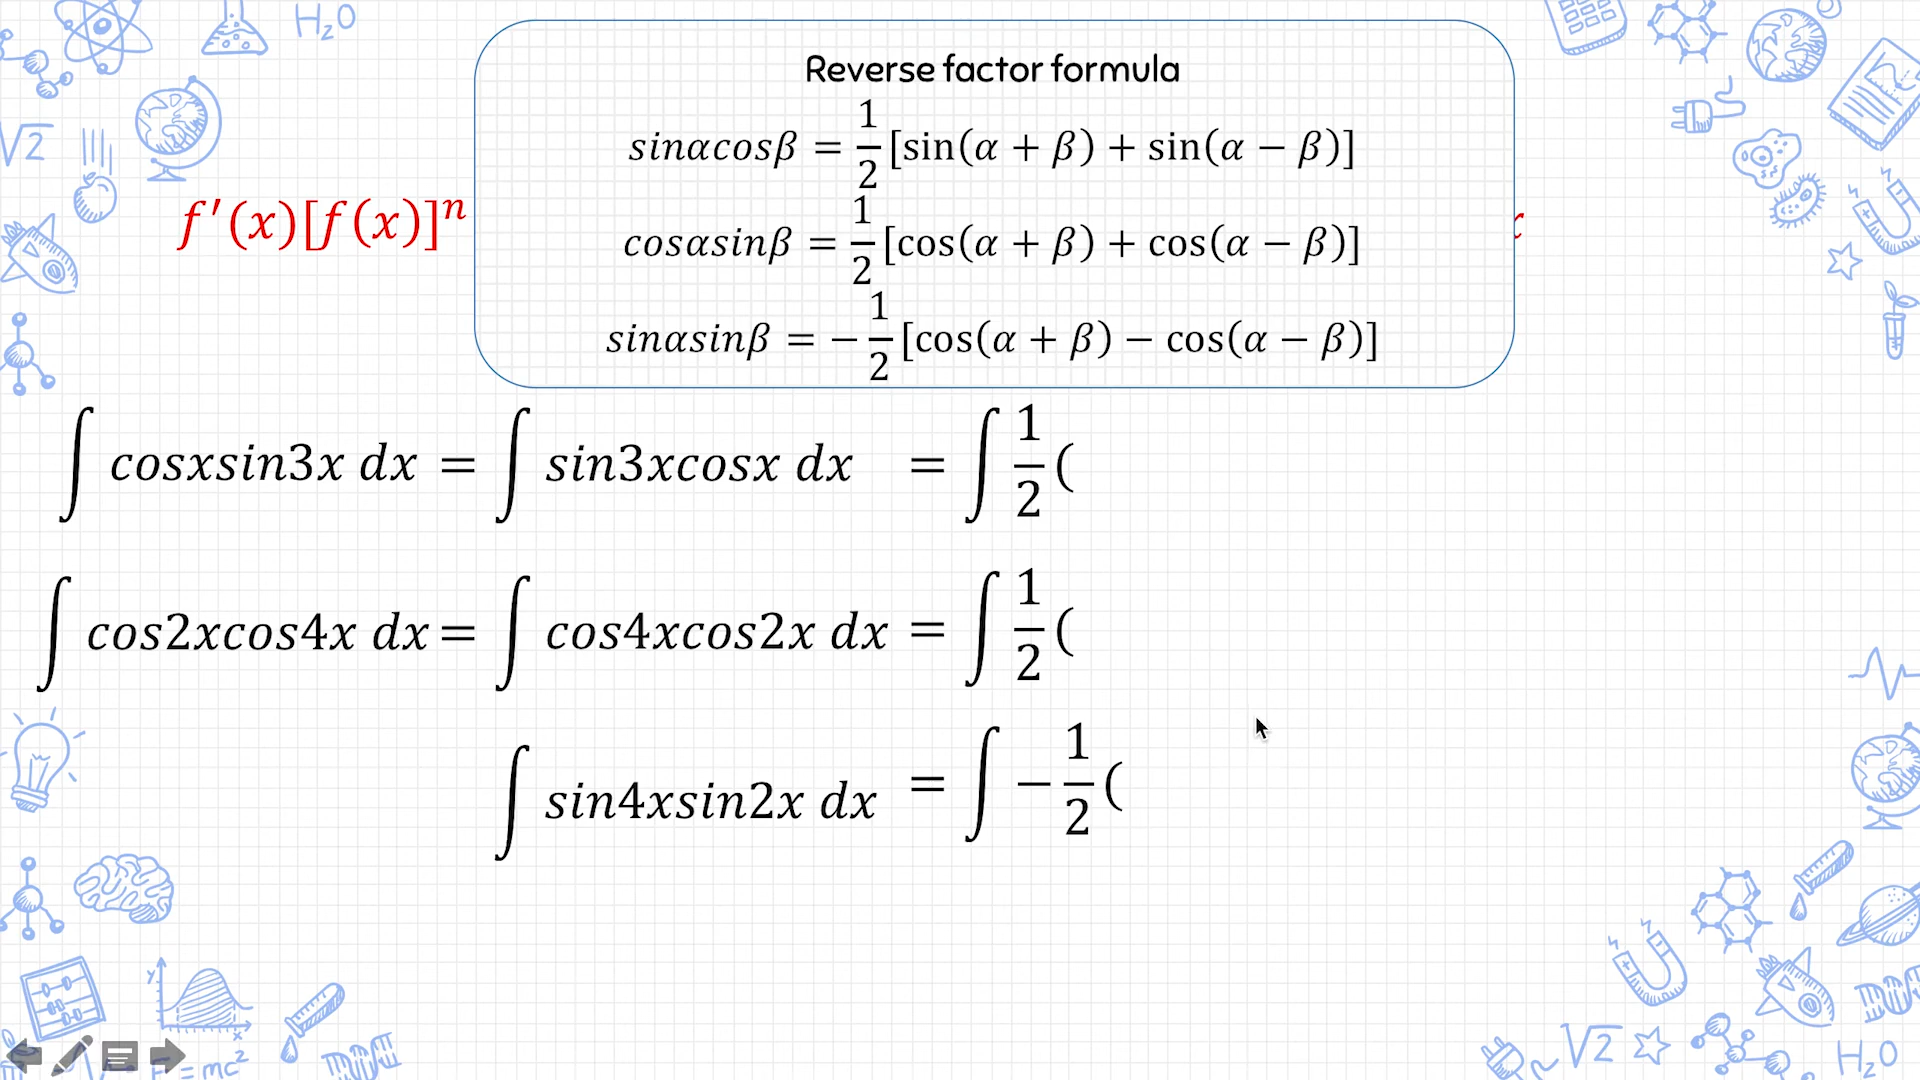 H₂O
Reverse factor formula
sinαcosβ = 1/2 [sin(α + β) + sin(α − β)]
√2
f′(x)[f(x)]ⁿ
cosαsinβ = 1/2 [cos(α + β) + cos(α − β)]
sinαsinβ = − 1/2 [cos(α + β) − cos(α − β)]
∫ cosxsin3x dx = ∫ sin3xcosx dx = ∫ 1/2 (
∫ cos2xcos4x dx = ∫ cos4xcos2x dx = ∫ 1/2 (
∫ sin4xsin2x dx = ∫ − 1/2 (
y
x
E = mc²
√2
H₂O